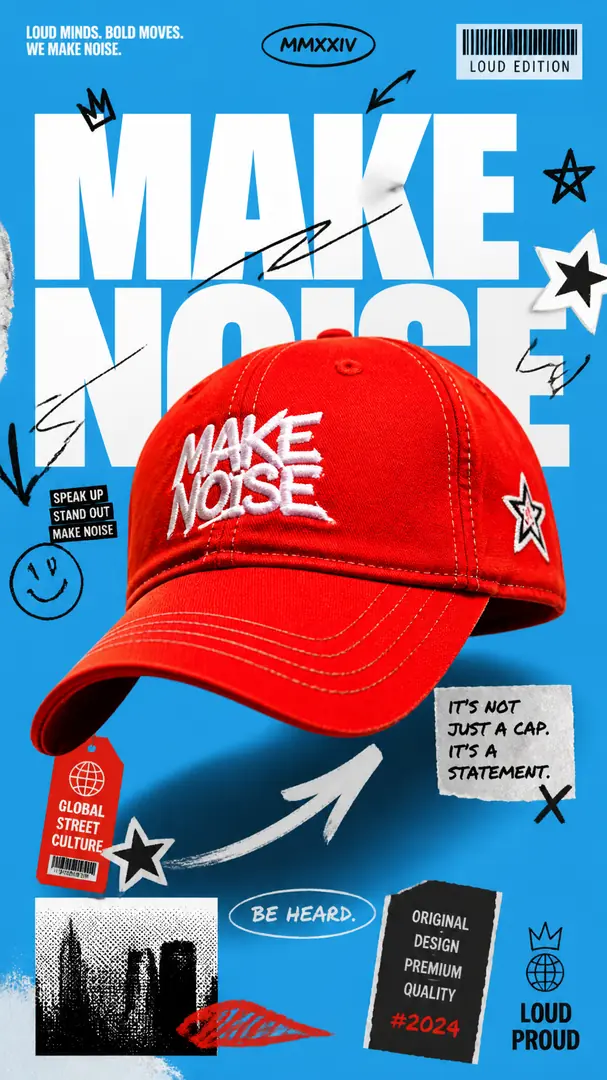 LOUD MINDS. BOLD MOVES.
WE MAKE NOISE.
MMXXIV
LOUD EDITION
MAKE
NOISE
MAKE
NOISE
SPEAK UP
STAND OUT
MAKE NOISE
IT'S NOT
JUST A CAP.
IT'S A
STATEMENT.
GLOBAL
STREET
CULTURE
BE HEARD.
ORIGINAL
DESIGN
PREMIUM
QUALITY
#2024
LOUD
PROUD